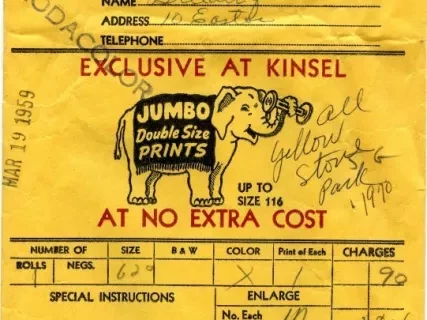 NAME
ADDRESS
TELEPHONE
KODACOLOR
MAR 19 1959
EXCLUSIVE AT KINSEL
JUMBO
Double Size
PRINTS
all
Yellow
Stone
Park
1970
UP TO
SIZE 116
AT NO EXTRA COST
NUMBER OF SIZE B & W COLOR Print of Each CHARGES
ROLLS NEGS. 620 X 1 90
1
SPECIAL INSTRUCTIONS ENLARGE
No. Each